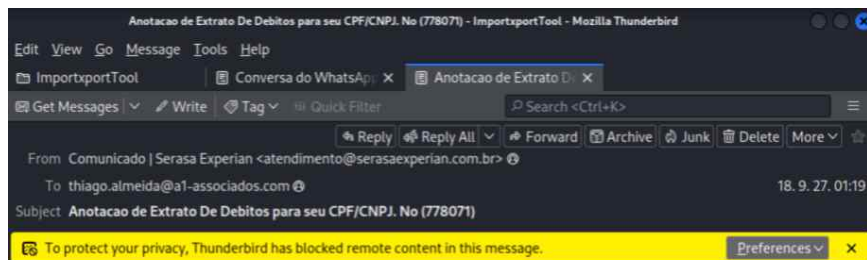 Anotacao de Extrato De Debitos para seu CPF/CNPJ. No (778071) - ImportxportTool - Mozilla Thunderbird
Edit View Go Message Tools Help
ImportxportTool Conversa do WhatsAp Anotacao de Extrato D
Get Messages Write Tag Quick Filter Search <Ctrl+K>
Reply Reply All Forward Archive Junk Delete More
From Comunicado | Serasa Experian <atendimento@serasaexperian.com.br>
To thiago.almeida@a1-associados.com 18. 9. 27. 01:19
Subject Anotacao de Extrato De Debitos para seu CPF/CNPJ. No (778071)
To protect your privacy, Thunderbird has blocked remote content in this message. Preferences